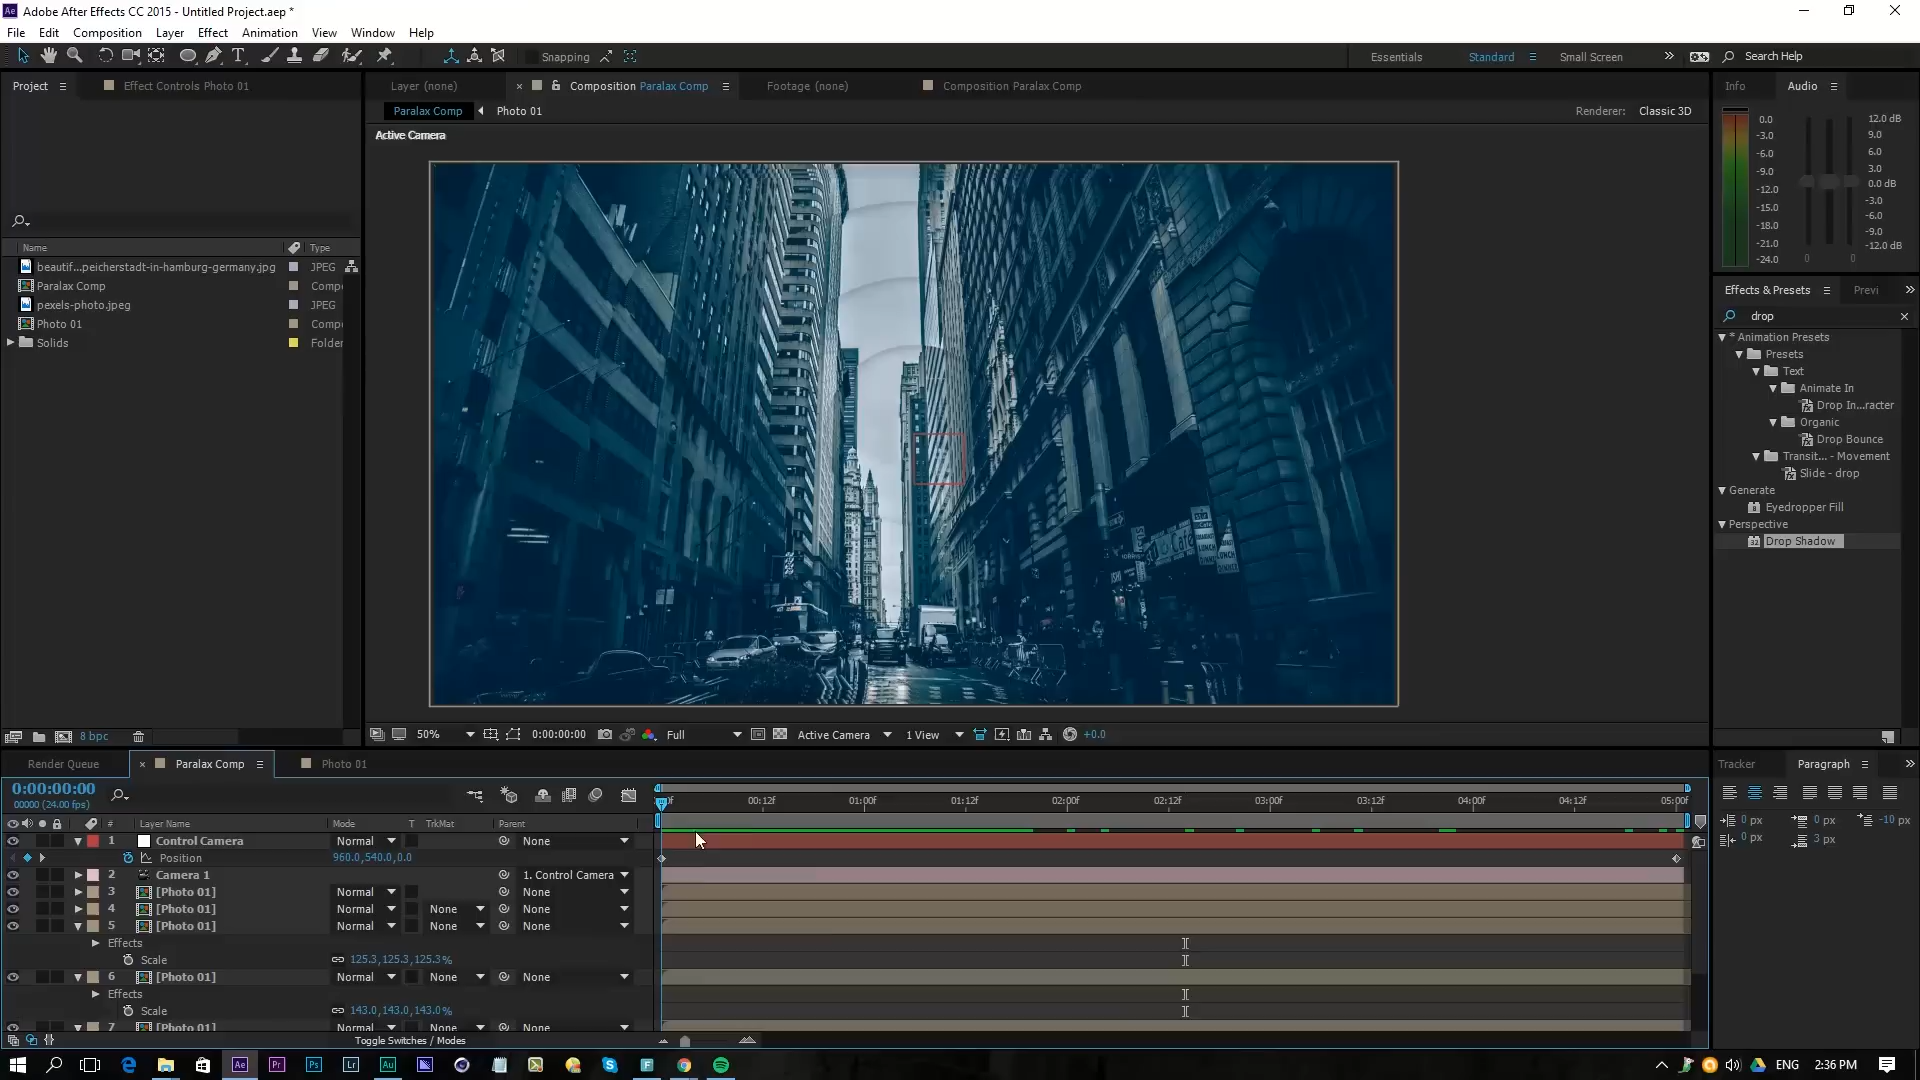 Adobe After Effects CC 2015 - Untitled Project.aep *
File Edit Composition Layer Effect Animation View Window Help
Snapping Essentials Standard Small Screen Search Help
Project Effect Controls Photo 01 Layer (none) Composition Paralax Comp Footage (none) Composition Paralax Comp Info Audio
Paralax Comp Photo 01 Renderer: Classic 3D
Active Camera
0.0 12.0 dB
-3.0 9.0
-6.0 6.0
-9.0 3.0
-12.0 0.0 dB
-15.0 -3.0
-18.0 -6.0
-21.0 -9.0
-24.0 -12.0 dB
0 0
Name Type
beautif...peicherstadt-in-hamburg-germany.jpg JPEG
Paralax Comp Compo
pexels-photo.jpeg JPEG
Photo 01 Compo
Solids Folder
Effects & Presets Previ
drop
* Animation Presets
Presets
Text
Animate In
Drop In...racter
Organic
Drop Bounce
Transit... - Movement
Slide - drop
Generate
Eyedropper Fill
Perspective
32 Drop Shadow
Cafe
LUNCH
LUNCH
DINNER
8 bpc 50% 0:00:00:00 Full Active Camera 1 View +0.0
Render Queue Paralax Comp Photo 01 Tracker Paragraph
0:00:00:00
00000 (24.00 fps)
00:12f 01:00f 01:12f 02:00f 02:12f 03:00f 03:12f 04:00f 04:12f 05:00f
0 px 0 px -10 px
0 px 3 px
# Layer Name Mode T TrkMat Parent
1 Control Camera Normal None
Position 960.0,540.0,0.0
2 Camera 1 1. Control Camera
3 [Photo 01] Normal None
4 [Photo 01] Normal None None
5 [Photo 01] Normal None None
Effects
Scale 125.3,125.3,125.3%
6 [Photo 01] Normal None None
Effects
Scale 143.0,143.0,143.0%
7 [Photo 01] Normal None None
Toggle Switches / Modes
Ae Pr Ps Lr Au F ENG 2:36 PM